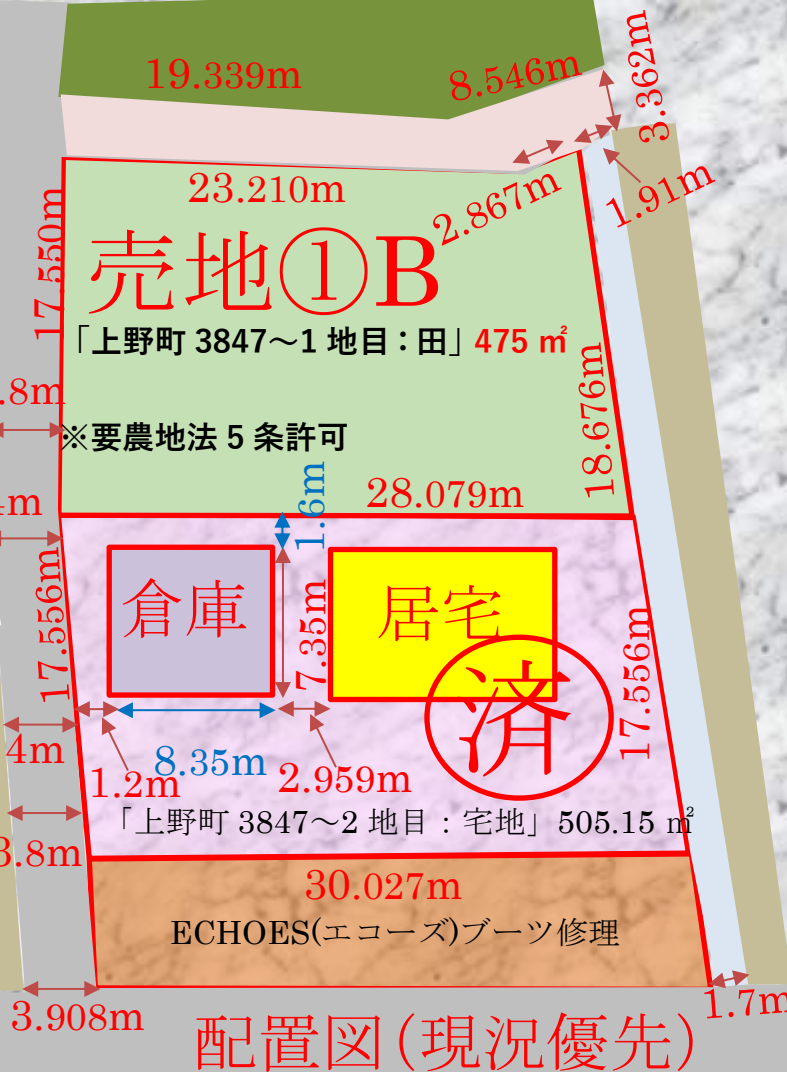 19.339m
8.546m
3.362m
23.210m
2.867m
1.91m
17.550m
売地①B
「上野町 3847～1 地目：田」475 ㎡
.8m
※要農地法 5 条許可
18.676m
28.079m
1.6m
倉庫
居宅
17.556m
7.35m
17.556m
済
4m
1.2m
8.35m
2.959m
「上野町 3847～2 地目：宅地」505.15 ㎡
3.8m
30.027m
ECHOES(エコーズ)ブーツ修理
3.908m
1.7m
配置図(現況優先)